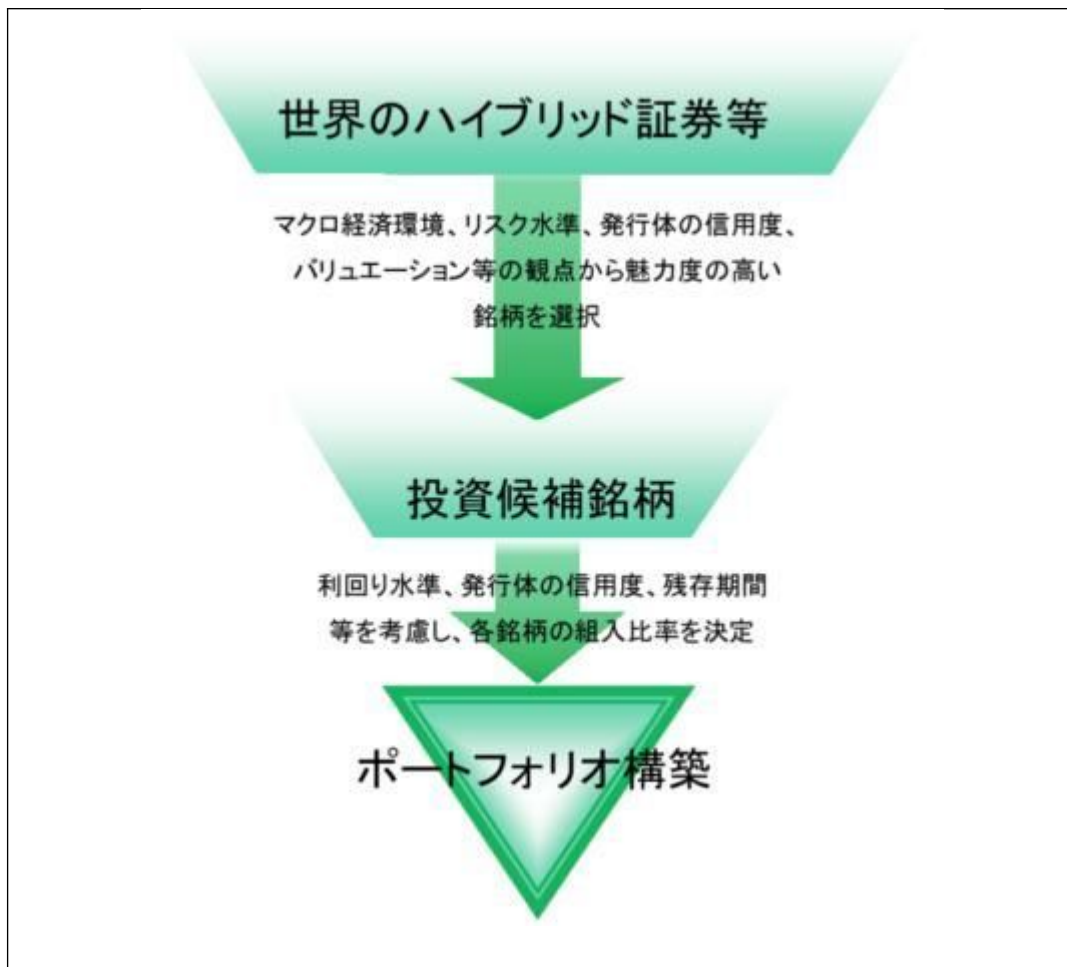 世界のハイブリッド証券等
マクロ経済環境、リスク水準、発行体の信用度、
バリュエーション等の観点から魅力度の高い
銘柄を選択
投資候補銘柄
利回り水準、発行体の信用度、残存期間
等を考慮し、各銘柄の組入比率を決定
ポートフォリオ構築